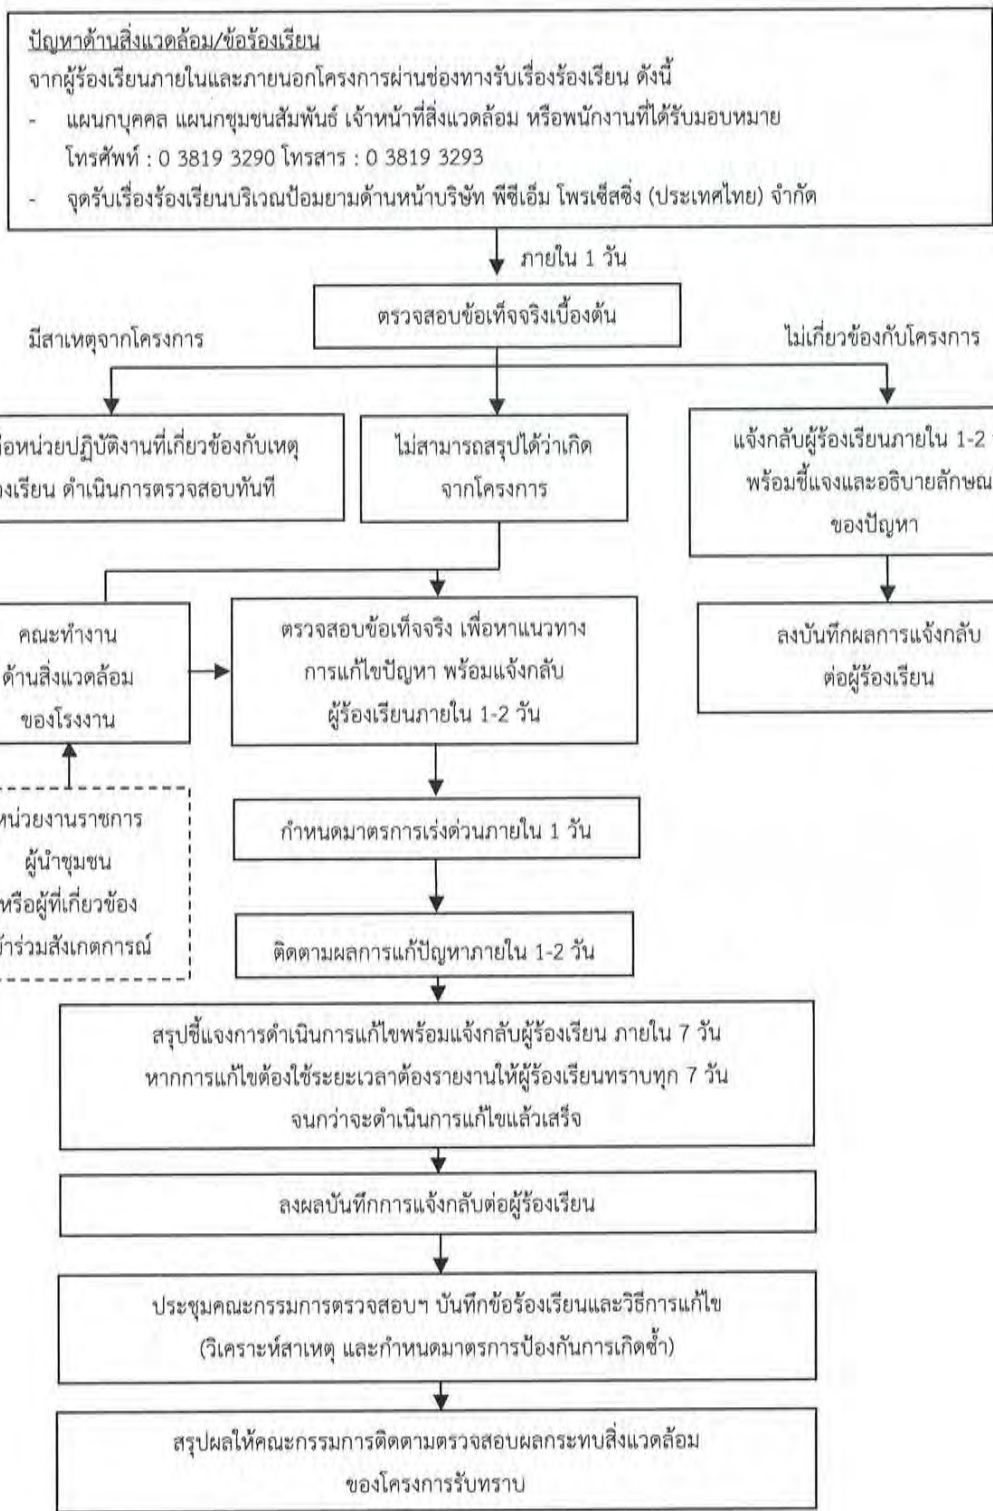 ปัญหาด้านสิ่งแวดล้อม/ข้อร้องเรียน
จากผู้ร้องเรียนภายในและภายนอกโครงการผ่านช่องทางรับเรื่องร้องเรียน ดังนี้
- แผนกบุคคล แผนกชุมชนสัมพันธ์ เจ้าหน้าที่สิ่งแวดล้อม หรือพนักงานที่ได้รับมอบหมาย
โทรศัพท์ : 0 3819 3290 โทรสาร : 0 3819 3293
- จุดรับเรื่องร้องเรียนบริเวณป้อมยามด้านหน้าบริษัท พีซีเอ็ม โพรเซ็สซิ่ง (ประเทศไทย) จำกัด
ภายใน 1 วัน
ตรวจสอบข้อเท็จจริงเบื้องต้น
มีสาเหตุจากโครงการ
ไม่เกี่ยวข้องกับโครงการ
หน่วยปฏิบัติงานที่เกี่ยวข้องกับเหตุ
ดำเนินการตรวจสอบทันที
ไม่สามารถสรุปได้ว่าเกิด
จากโครงการ
แจ้งกลับผู้ร้องเรียนภายใน 1-2
พร้อมชี้แจงและอธิบายลักษณ
ของปัญหา
คณะทำงาน
ด้านสิ่งแวดล้อม
ของโรงงาน
ตรวจสอบข้อเท็จจริง เพื่อหาแนวทาง
การแก้ไขปัญหา พร้อมแจ้งกลับ
ผู้ร้องเรียนภายใน 1-2 วัน
ลงบันทึกผลการแจ้งกลับ
ต่อผู้ร้องเรียน
หน่วยงานราชการ
ผู้นำชุมชน
หรือผู้ที่เกี่ยวข้อง
ร่วมสังเกตการณ์
กำหนดมาตรการเร่งด่วนภายใน 1 วัน
ติดตามผลการแก้ปัญหาภายใน 1-2 วัน
สรุปชี้แจงการดำเนินการแก้ไขพร้อมแจ้งกลับผู้ร้องเรียน ภายใน 7 วัน
หากการแก้ไขต้องใช้ระยะเวลาต้องรายงานให้ผู้ร้องเรียนทราบทุก 7 วัน
จนกว่าจะดำเนินการแก้ไขแล้วเสร็จ
ลงผลบันทึกการแจ้งกลับต่อผู้ร้องเรียน
ประชุมคณะกรรมการตรวจสอบฯ บันทึกข้อร้องเรียนและวิธีการแก้ไข
(วิเคราะห์สาเหตุ และกำหนดมาตรการป้องกันการเกิดซ้ำ)
สรุปผลให้คณะกรรมการติดตามตรวจสอบผลกระทบสิ่งแวดล้อม
ของโครงการรับทราบ